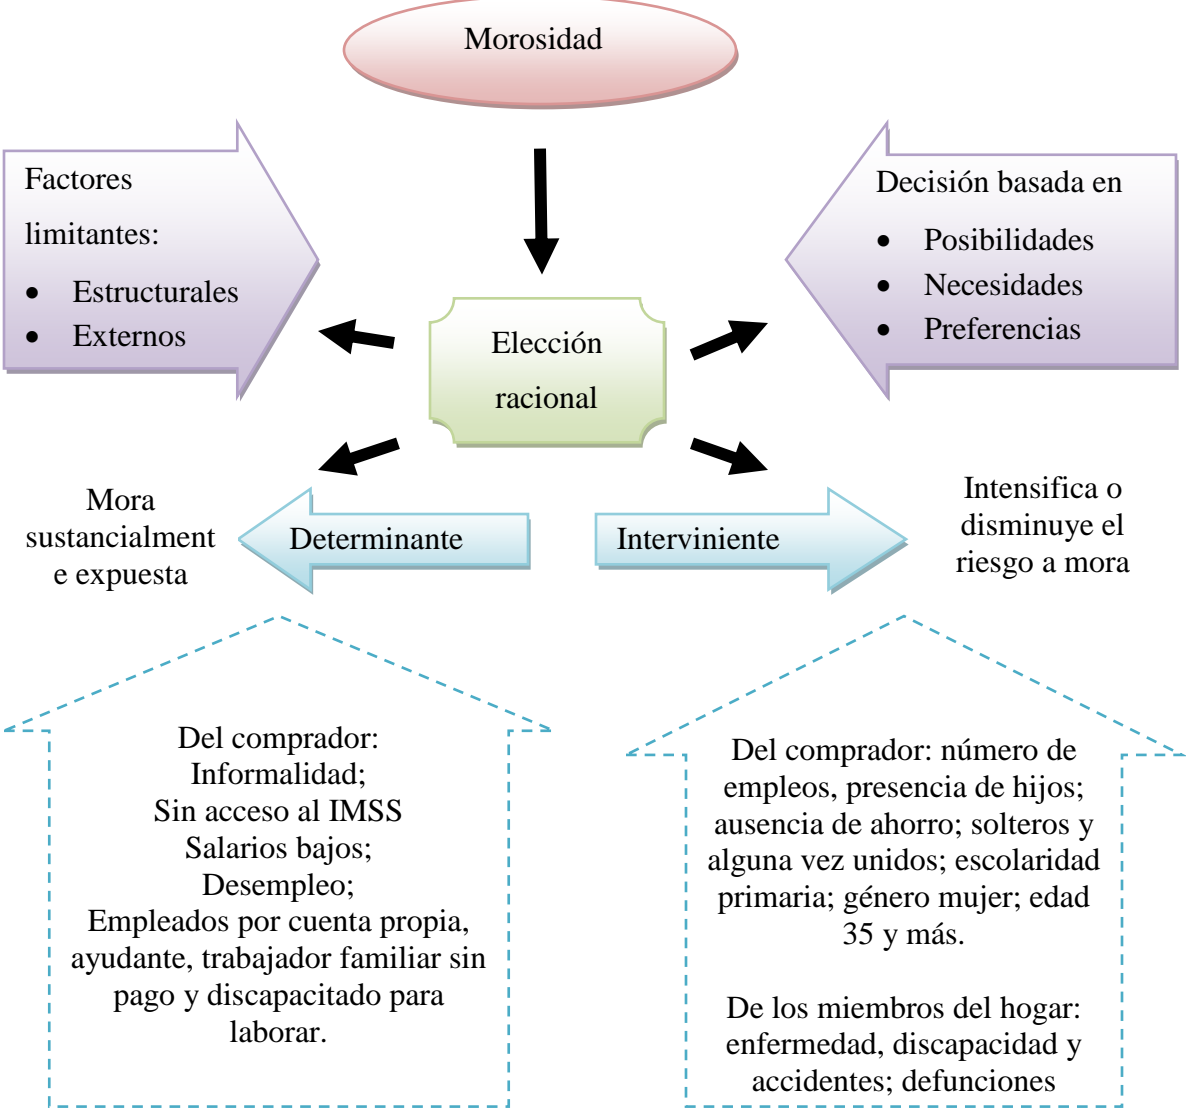 Morosidad
Factores
limitantes:
• Estructurales
• Externos
Decisión basada en
• Posibilidades
• Necesidades
• Preferencias
Elección
racional
Mora
sustancialment
e expuesta
Determinante
Interviniente
Intensifica o
disminuye el
riesgo a mora
Del comprador:
Informalidad;
Sin acceso al IMSS
Salarios bajos;
Desempleo;
Empleados por cuenta propia,
ayudante, trabajador familiar sin
pago y discapacitado para
laborar.
Del comprador: número de
empleos, presencia de hijos;
ausencia de ahorro; solteros y
alguna vez unidos; escolaridad
primaria; género mujer; edad
35 y más.
De los miembros del hogar:
enfermedad, discapacidad y
accidentes; defunciones